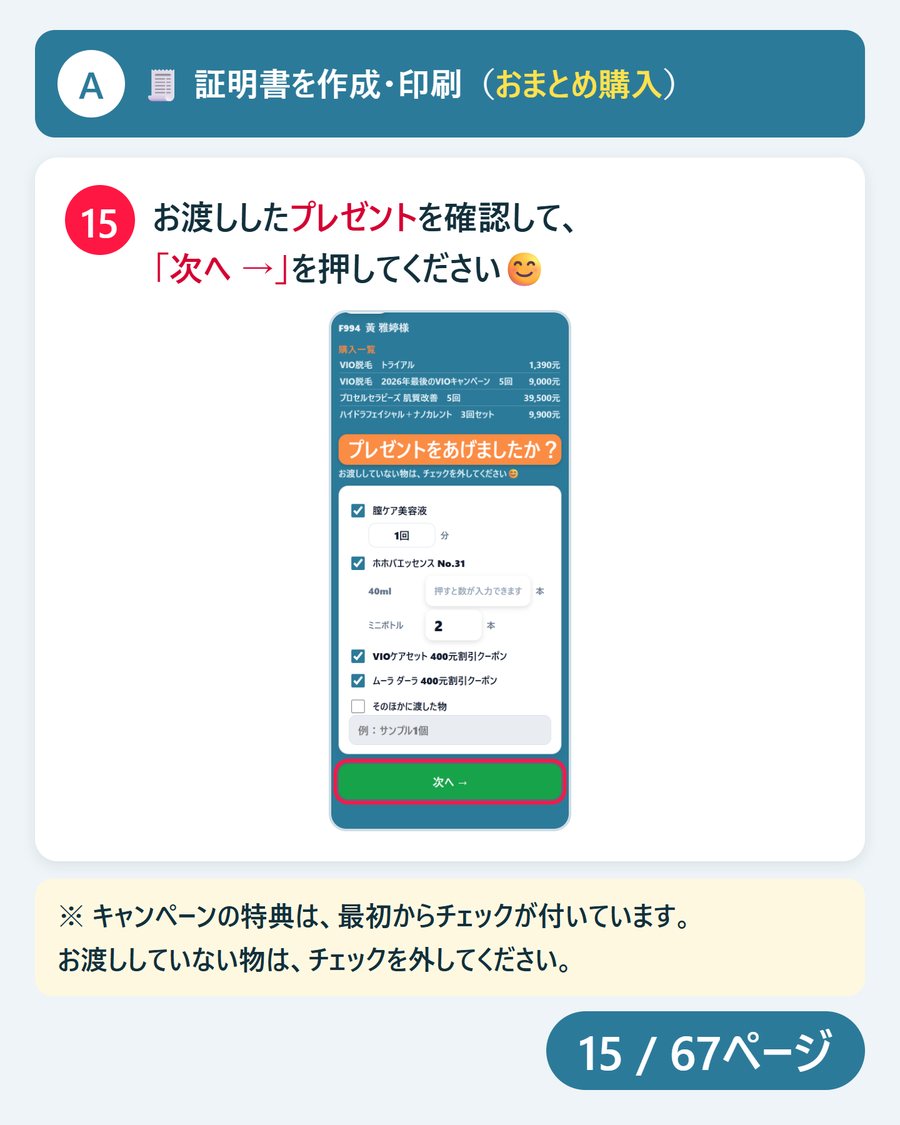 A 証明書を作成・印刷（おまとめ購入）
15 お渡ししたプレゼントを確認して、
「次へ →」を押してください
F994 黃 雅婷様
購入一覧
VIO脱毛 トライアル 1,390元
VIO脱毛 2026年最後のVIOキャンペーン 5回 9,000元
プロセルセラピーズ 肌質改善 5回 39,500元
ハイドラフェイシャル＋ナノカレント 3回セット 9,900元
プレゼントをあげましたか？
お渡ししていない物は、チェックを外してください
膣ケア美容液
1回 分
ホホバエッセンス No.31
40ml 押すと数が入力できます 本
ミニボトル 2 本
VIOケアセット 400元割引クーポン
ムーラ ダーラ 400元割引クーポン
そのほかに渡した物
例：サンプル1個
次へ →
※ キャンペーンの特典は、最初からチェックが付いています。
お渡ししていない物は、チェックを外してください。
15 / 67ページ